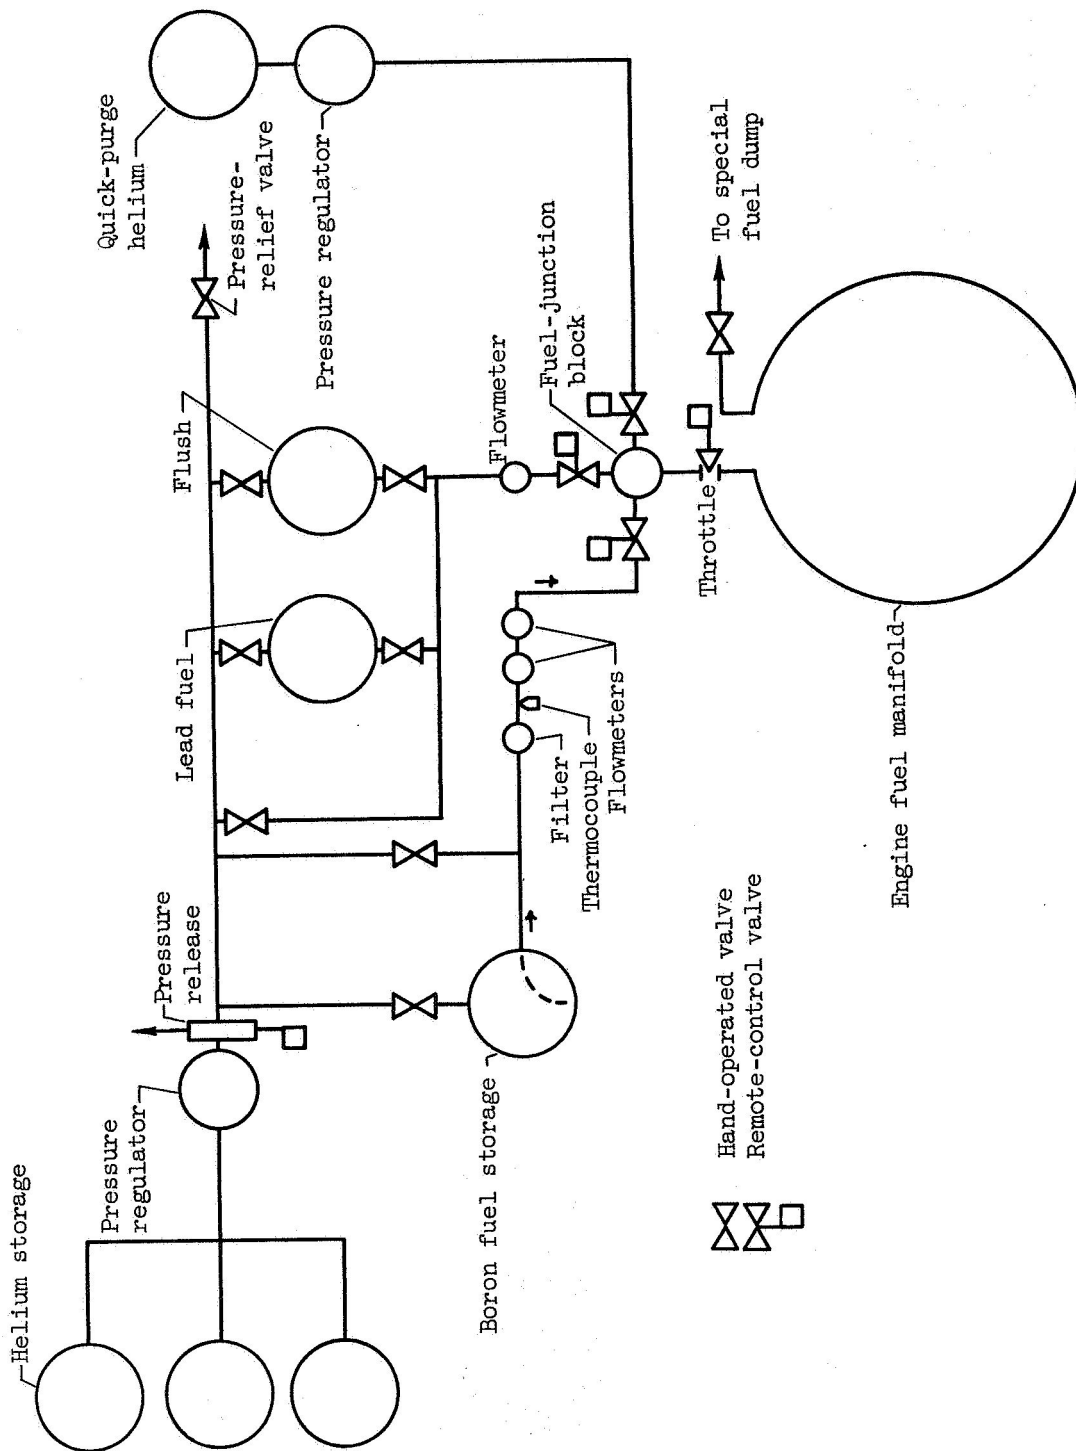 Helium storage
Pressure
regulator
Pressure
release
Lead fuel
Flush
Quick-purge
helium
Pressure-
relief valve
Pressure regulator
Boron fuel storage
Filter
Thermocouple
Flowmeters
Flowmeter
Fuel-junction
block
Throttle
To special
fuel dump
Engine fuel manifold
Hand-operated valve
Remote-control valve